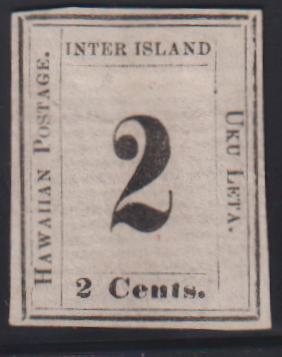 INTER ISLAND
HAWAIIAN POSTAGE.
2
UKU LETA.
2 Cents.